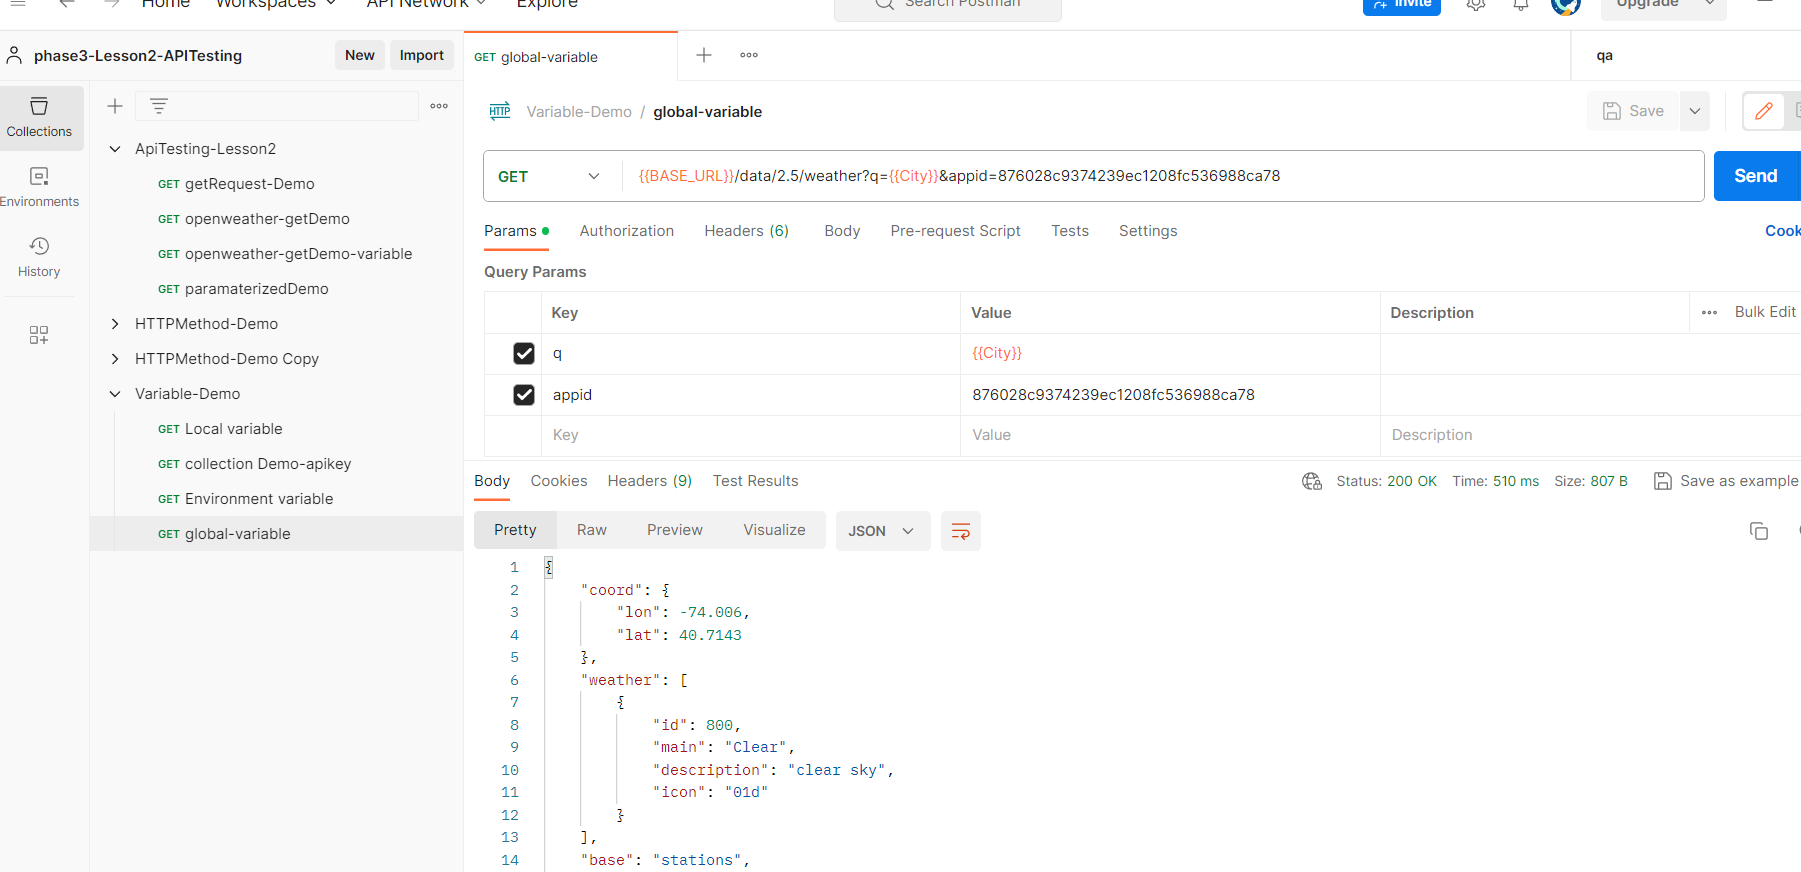 Home Workspaces API Network Explore Search Postman Invite Upgrade
phase3-Lesson2-APITesting New Import GET global-variable qa
Collections
Environments
History
ApiTesting-Lesson2
GET getRequest-Demo
GET openweather-getDemo
GET openweather-getDemo-variable
GET paramaterizedDemo
HTTPMethod-Demo
HTTPMethod-Demo Copy
Variable-Demo
GET Local variable
GET collection Demo-apikey
GET Environment variable
GET global-variable
HTTP Variable-Demo / global-variable Save
GET {{BASE_URL}}/data/2.5/weather?q={{City}}&appid=876028c9374239ec1208fc536988ca78 Send
Params Authorization Headers (6) Body Pre-request Script Tests Settings Cook
Query Params
Key Value Description Bulk Edit
q {{City}}
appid 876028c9374239ec1208fc536988ca78
Key Value Description
Body Cookies Headers (9) Test Results Status: 200 OK Time: 510 ms Size: 807 B Save as example
Pretty Raw Preview Visualize JSON
1 {
2 "coord": {
3 "lon": -74.006,
4 "lat": 40.7143
5 },
6 "weather": [
7 {
8 "id": 800,
9 "main": "Clear",
10 "description": "clear sky",
11 "icon": "01d"
12 }
13 ],
14 "base": "stations",